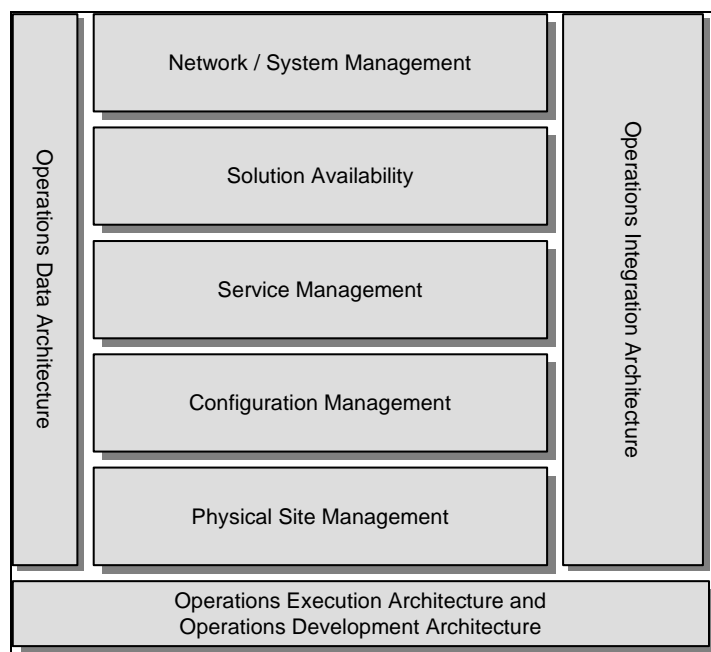 Network / System Management
Solution Availability
Service Management
Configuration Management
Physical Site Management
Operations Data Architecture
Operations Integration Architecture
Operations Execution Architecture and
Operations Development Architecture